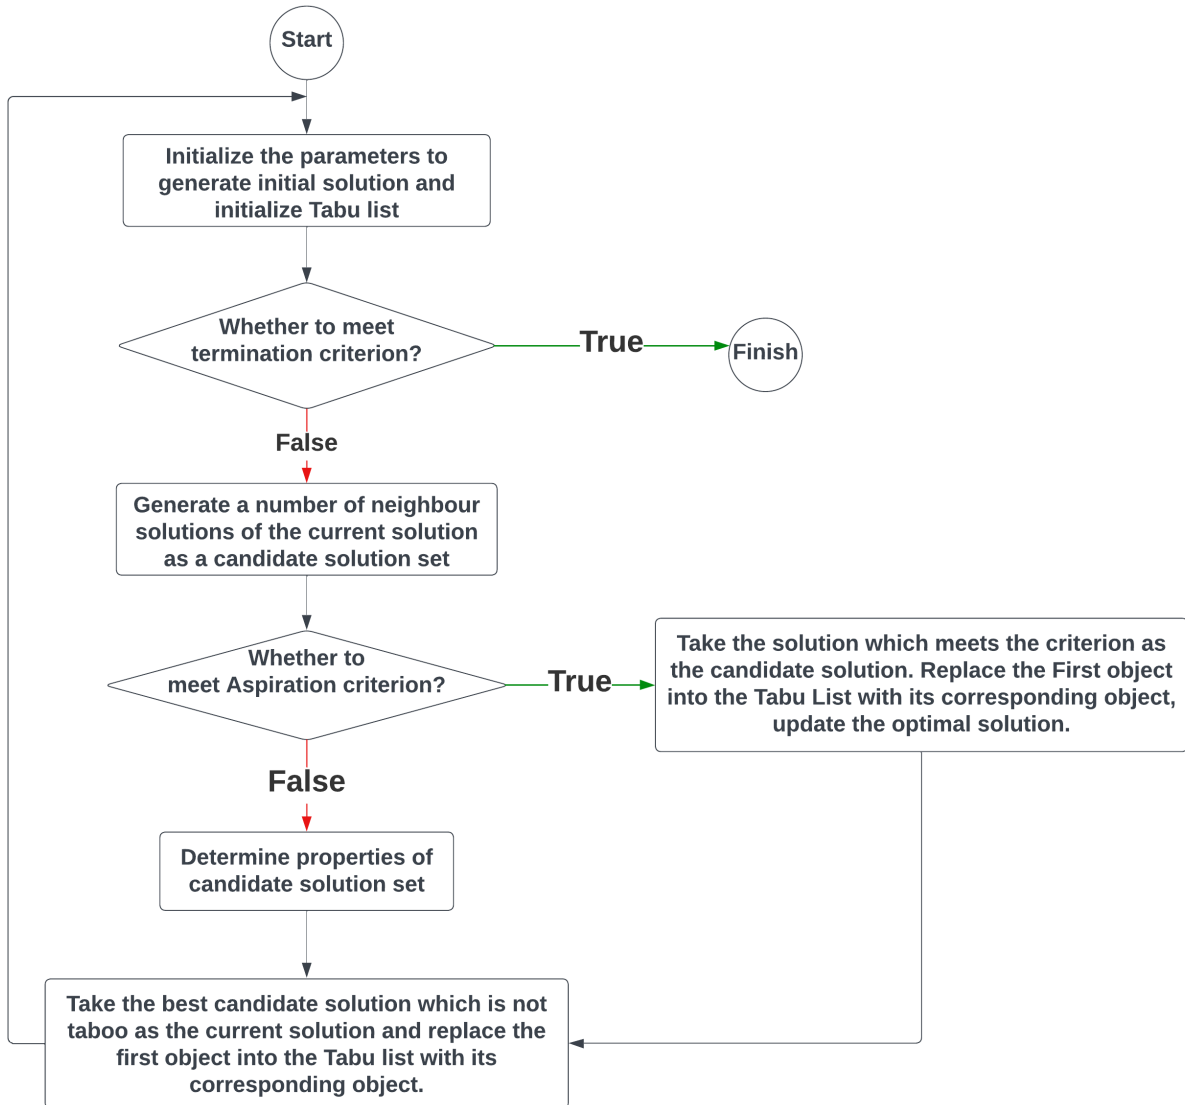 Start
Initialize the parameters to
generate initial solution and
initialize Tabu list
Whether to meet
termination criterion?
True
Finish
False
Generate a number of neighbour
solutions of the current solution
as a candidate solution set
Whether to
meet Aspiration criterion?
True
Take the solution which meets the criterion as
the candidate solution. Replace the First object
into the Tabu List with its corresponding object,
update the optimal solution.
False
Determine properties of
candidate solution set
Take the best candidate solution which is not
taboo as the current solution and replace the
first object into the Tabu list with its
corresponding object.